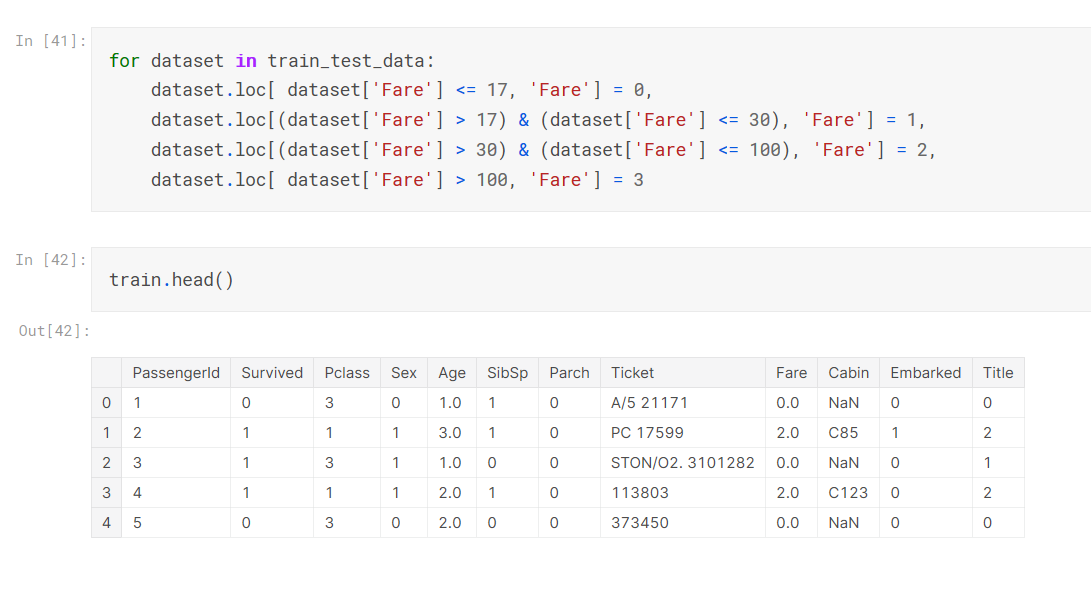 In [41]:
for dataset in train_test_data:
    dataset.loc[ dataset['Fare'] <= 17, 'Fare'] = 0,
    dataset.loc[(dataset['Fare'] > 17) & (dataset['Fare'] <= 30), 'Fare'] = 1,
    dataset.loc[(dataset['Fare'] > 30) & (dataset['Fare'] <= 100), 'Fare'] = 2,
    dataset.loc[ dataset['Fare'] > 100, 'Fare'] = 3
In [42]:
train.head()
Out[42]:
PassengerId Survived Pclass Sex Age SibSp Parch Ticket Fare Cabin Embarked Title
0 1 0 3 0 1.0 1 0 A/5 21171 0.0 NaN 0 0
1 2 1 1 1 3.0 1 0 PC 17599 2.0 C85 1 2
2 3 1 3 1 1.0 0 0 STON/O2. 3101282 0.0 NaN 0 1
3 4 1 1 1 2.0 1 0 113803 2.0 C123 0 2
4 5 0 3 0 2.0 0 0 373450 0.0 NaN 0 0